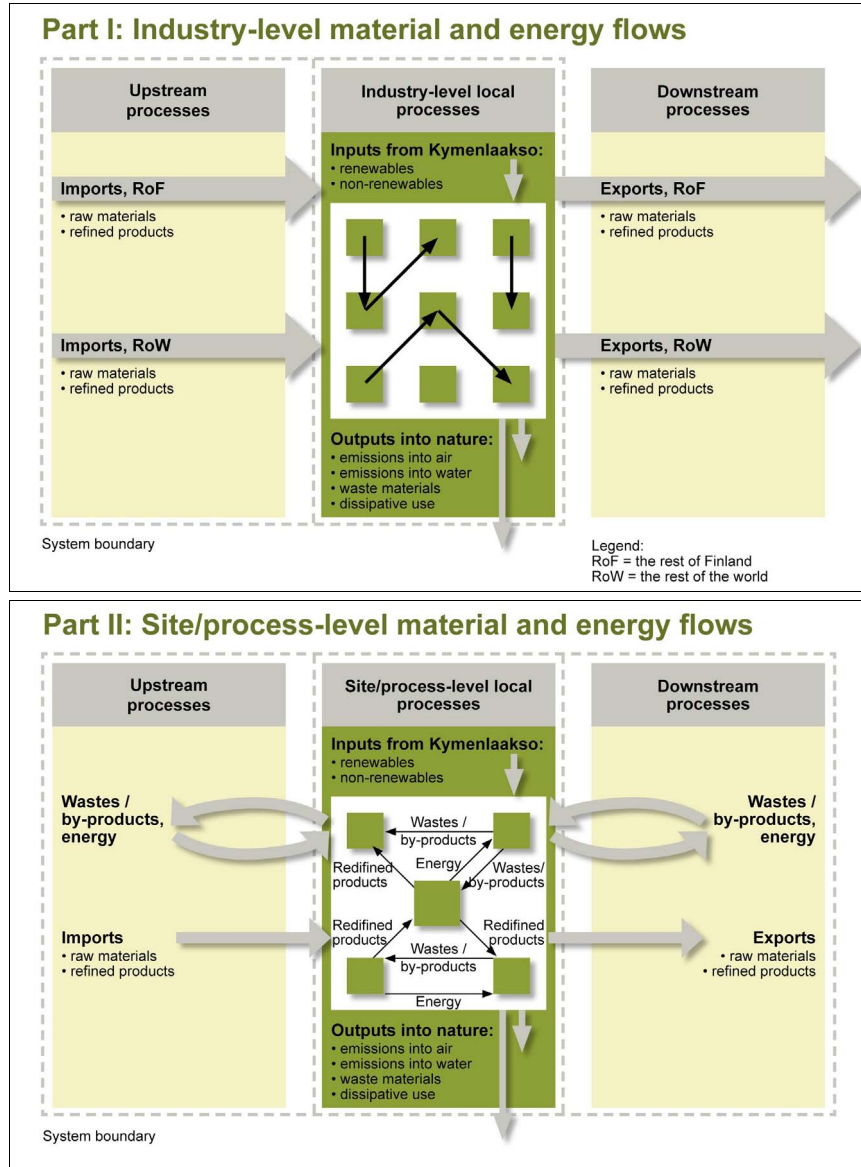 Part I: Industry-level material and energy flows
Upstream
processes
Industry-level local
processes
Downstream
processes
Inputs from Kymenlaakso:
• renewables
• non-renewables
Imports, RoF
• raw materials
• refined products
Exports, RoF
• raw materials
• refined products
Imports, RoW
• raw materials
• refined products
Exports, RoW
• raw materials
• refined products
Outputs into nature:
• emissions into air
• emissions into water
• waste materials
• dissipative use
System boundary
Legend:
RoF = the rest of Finland
RoW = the rest of the world
Part II: Site/process-level material and energy flows
Upstream
processes
Site/process-level local
processes
Downstream
processes
Inputs from Kymenlaakso:
• renewables
• non-renewables
Wastes /
by-products,
energy
Wastes /
by-products
Energy
Redifined
products
Wastes/
by-products
Wastes /
by-products,
energy
Imports
• raw materials
• refined products
Redifined
products
Redifined
products
Wastes /
by-products
Energy
Exports
• raw materials
• refined products
Outputs into nature:
• emissions into air
• emissions into water
• waste materials
• dissipative use
System boundary